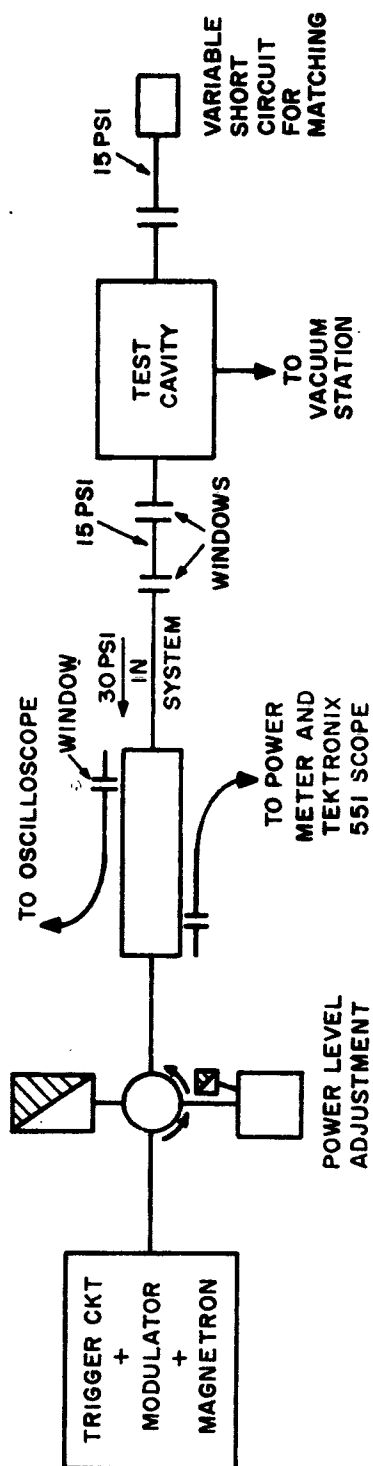 TRIGGER CKT
+
MODULATOR
+
MAGNETRON
POWER LEVEL
ADJUSTMENT
TO OSCILLOSCOPE
WINDOW
30 PSI
IN
SYSTEM
TO POWER
METER AND
TEKTRONIX
551 SCOPE
15 PSI
WINDOWS
TEST
CAVITY
TO
VACUUM
STATION
15 PSI
VARIABLE
SHORT
CIRCUIT
FOR
MATCHING